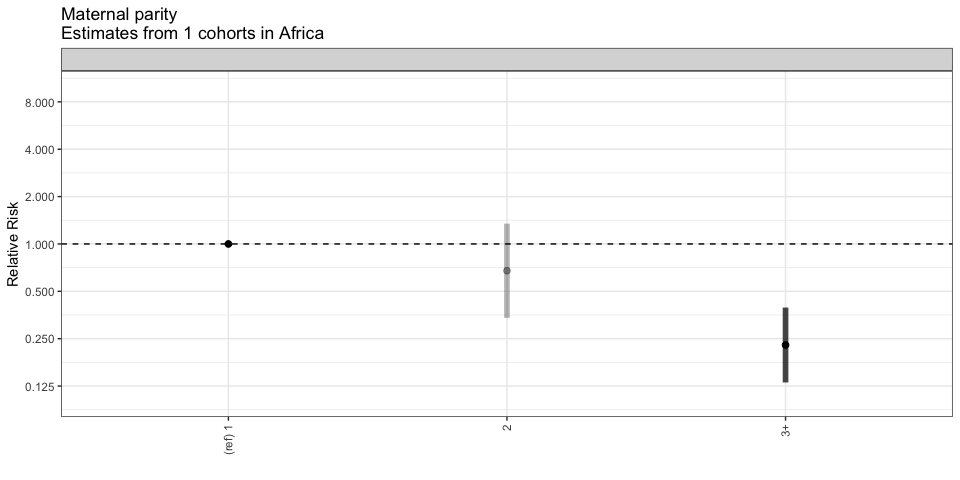 Maternal parity
Estimates from 1 cohorts in Africa
Relative Risk
8.000
4.000
2.000
1.000
0.500
0.250
0.125
(ref) 1
2
3+